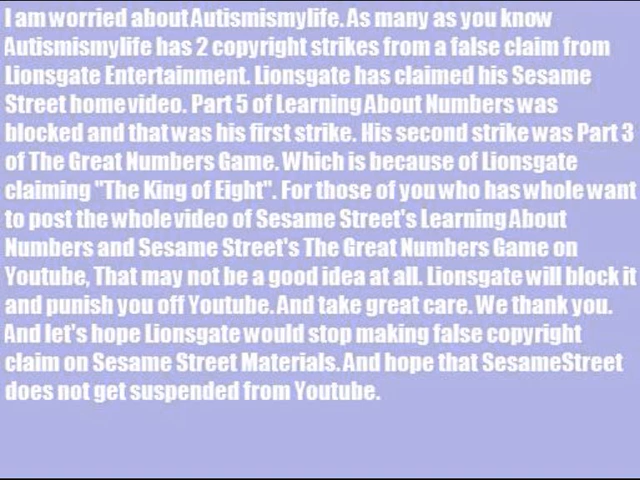 I am worried about Autismismylife. As many as you know
Autismismylife has 2 copyright strikes from a false claim from
Lionsgate Entertainment. Lionsgate has claimed his Sesame
Street home video. Part 5 of Learning About Numbers was
blocked and that was his first strike. His second strike was Part 3
of The Great Numbers Game. Which is because of Lionsgate
claiming "The King of Eight". For those of you who has whole want
to post the whole video of Sesame Street's Learning About
Numbers and Sesame Street's The Great Numbers Game on
Youtube, That may not be a good idea at all. Lionsgate will block it
and punish you off Youtube. And take great care. We thank you.
And let's hope Lionsgate would stop making false copyright
claim on Sesame Street Materials. And hope that SesameStreet
does not get suspended from Youtube.